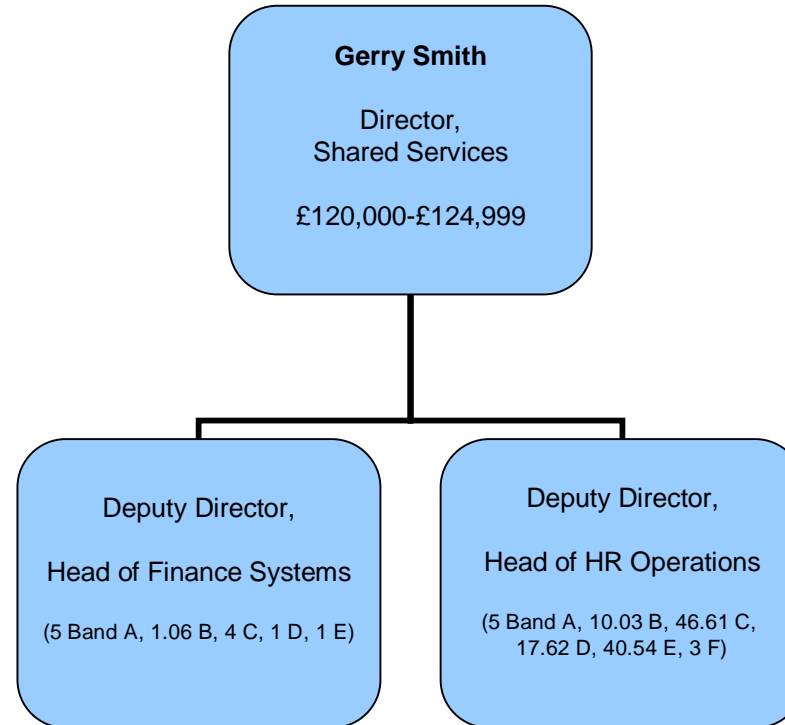 Gerry Smith
Director,
Shared Services
£120,000-£124,999
Deputy Director,
Head of Finance Systems
(5 Band A, 1.06 B, 4 C, 1 D, 1 E)
Deputy Director,
Head of HR Operations
(5 Band A, 10.03 B, 46.61 C,
17.62 D, 40.54 E, 3 F)